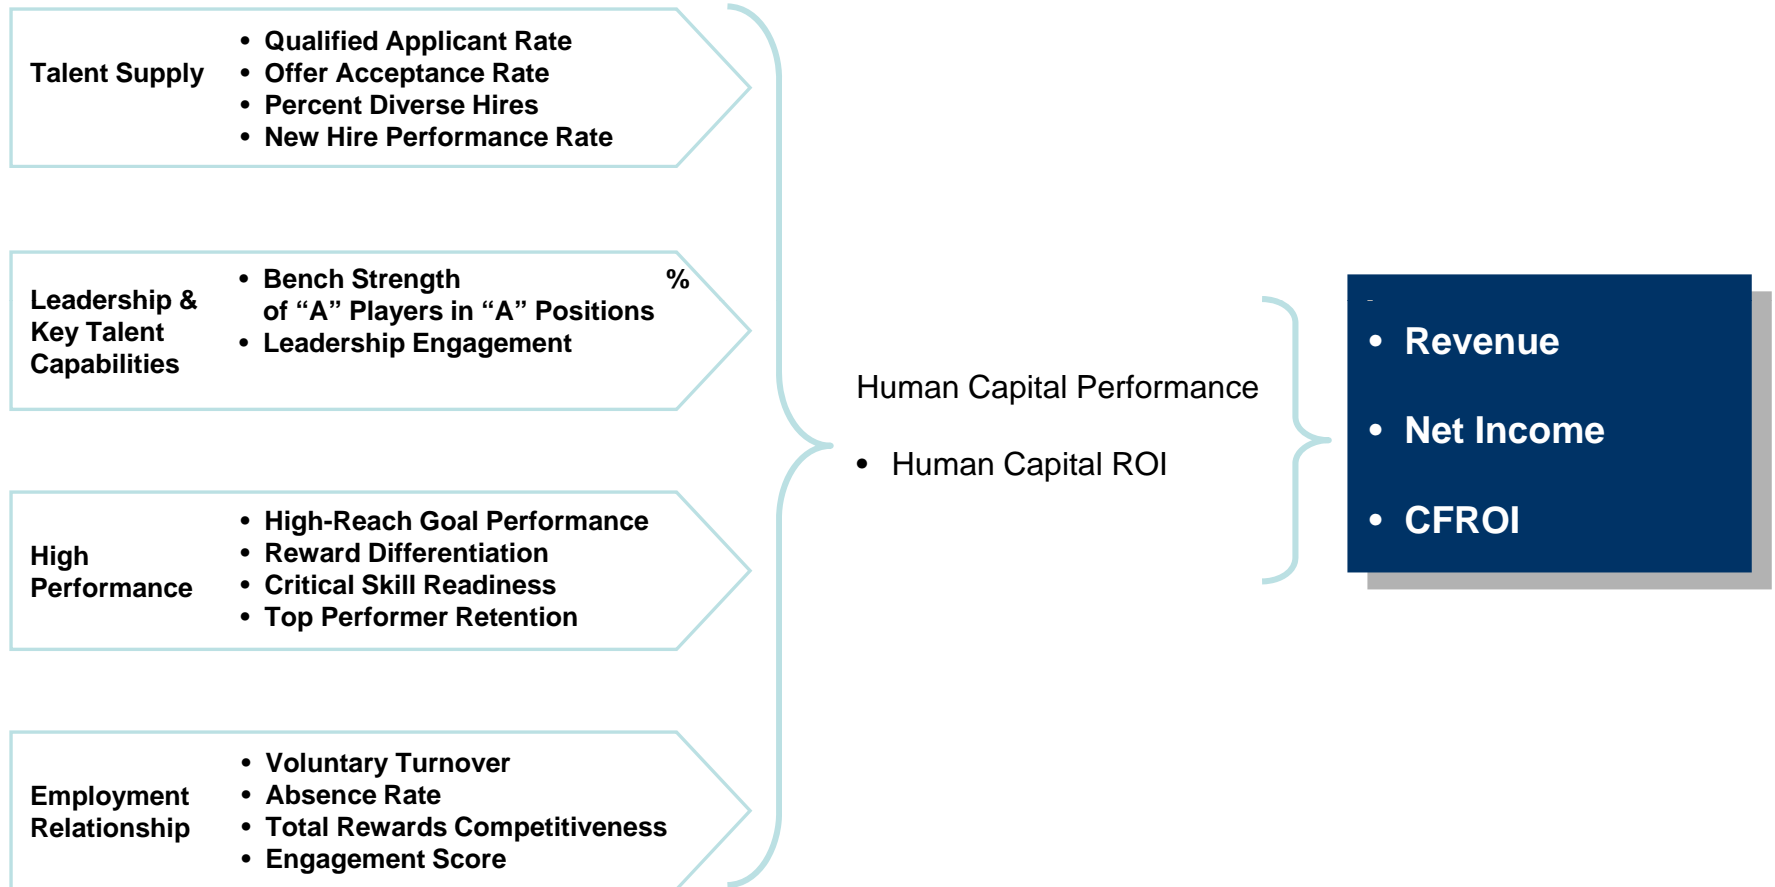 Talent Supply
• Qualified Applicant Rate
• Offer Acceptance Rate
• Percent Diverse Hires
• New Hire Performance Rate
Leadership &
Key Talent
Capabilities
• Bench Strength %
of “A” Players in “A” Positions
• Leadership Engagement
High
Performance
• High-Reach Goal Performance
• Reward Differentiation
• Critical Skill Readiness
• Top Performer Retention
Employment
Relationship
• Voluntary Turnover
• Absence Rate
• Total Rewards Competitiveness
• Engagement Score
Human Capital Performance
• Human Capital ROI
• Revenue
• Net Income
• CFROI